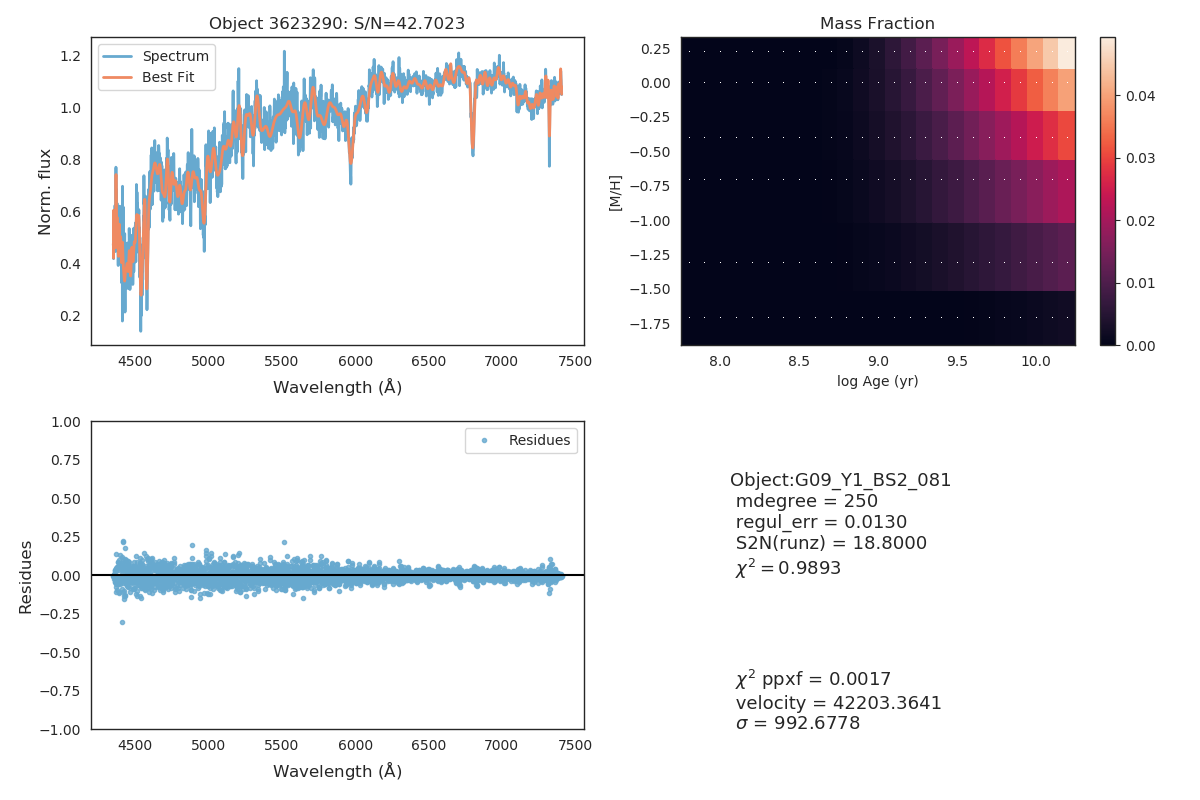 Object 3623290: S/N=42.7023
Spectrum
Best Fit
Norm. flux
1.2
1.0
0.8
0.6
0.4
0.2
4500 5000 5500 6000 6500 7000 7500
Wavelength (Å)
Mass Fraction
[M/H]
0.25
0.00
−0.25
−0.50
−0.75
−1.00
−1.25
−1.50
−1.75
8.0 8.5 9.0 9.5 10.0
log Age (yr)
0.04
0.03
0.02
0.01
0.00
Residues
Residues
1.00
0.75
0.50
0.25
0.00
−0.25
−0.50
−0.75
−1.00
4500 5000 5500 6000 6500 7000 7500
Wavelength (Å)
Object:G09_Y1_BS2_081
mdegree = 250
regul_err = 0.0130
S2N(runz) = 18.8000
χ² = 0.9893
χ² ppxf = 0.0017
velocity = 42203.3641
σ = 992.6778